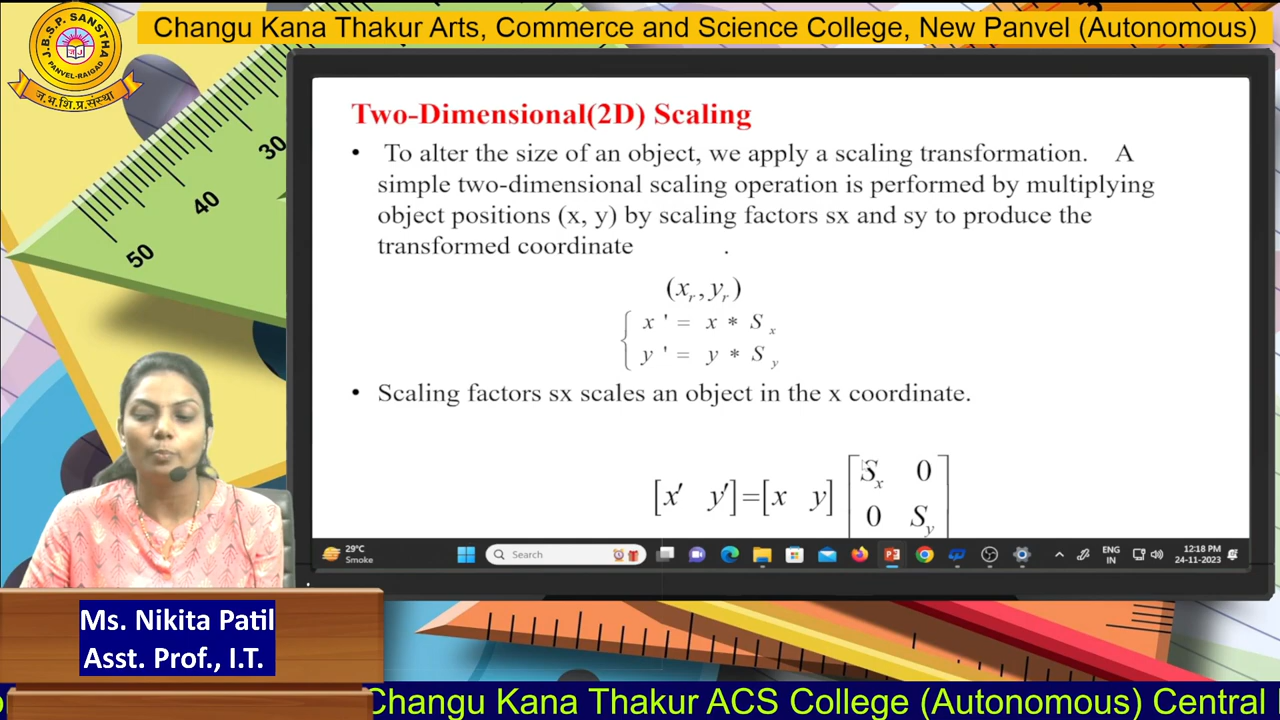 Changu Kana Thakur Arts, Commerce and Science College, New Panvel (Autonomous)
J.B.S.P. SANSTHA
PANVEL-RAIGAD
ज.भ.शि.प्र.संस्था
30
40
50
Two-Dimensional(2D) Scaling
• To alter the size of an object, we apply a scaling transformation. A
simple two-dimensional scaling operation is performed by multiplying
object positions (x, y) by scaling factors sx and sy to produce the
transformed coordinate .
(xr, yr)
x ' = x * Sx
y ' = y * Sy
• Scaling factors sx scales an object in the x coordinate.
[x' y']=[x y] [Sx 0
0 Sy]
29°C
Smoke
Search
ENG
IN
12:18 PM
24-11-2023
Ms. Nikita Patil
Asst. Prof., I.T.
Changu Kana Thakur ACS College (Autonomous) Central